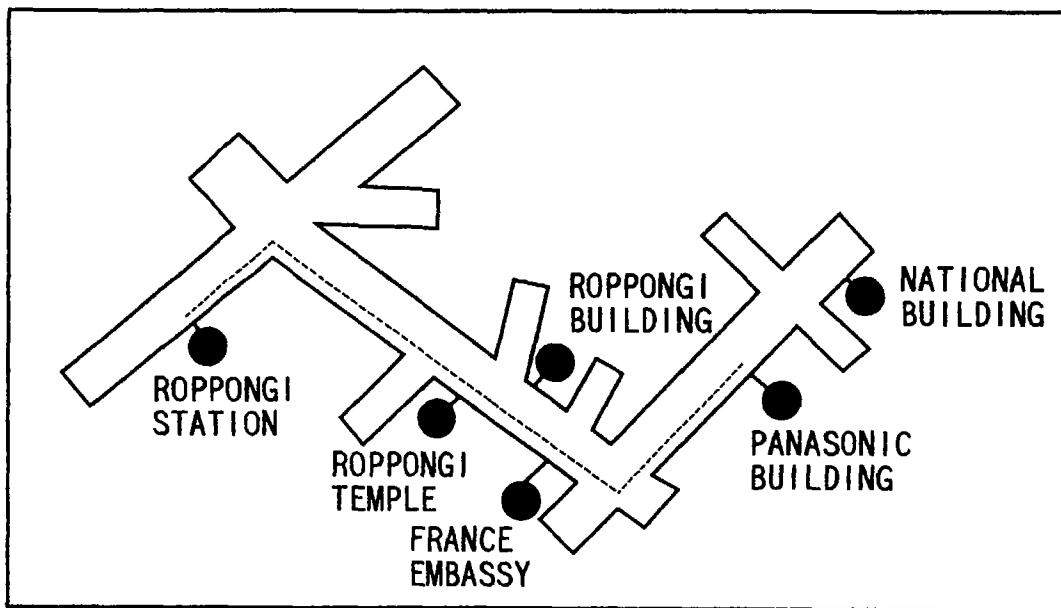 ROPPONGI
STATION
ROPPONGI
TEMPLE
FRANCE
EMBASSY
ROPPONGI
BUILDING
PANASONIC
BUILDING
NATIONAL
BUILDING